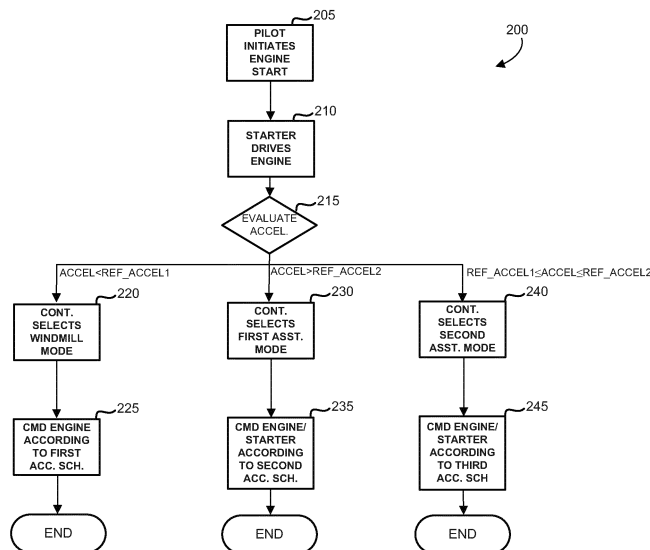 205
PILOT
INITIATES
ENGINE
START
200
210
STARTER
DRIVES
ENGINE
215
EVALUATE
ACCEL.
ACCEL<REF_ACCEL1
ACCEL>REF_ACCEL2
REF_ACCEL1≤ACCEL≤REF_ACCEL2
220
CONT.
SELECTS
WINDMILL
MODE
230
CONT.
SELECTS
FIRST ASST.
MODE
240
CONT.
SELECTS
SECOND
ASST. MODE
225
CMD ENGINE
ACCORDING
TO FIRST
ACC. SCH.
235
CMD ENGINE/
STARTER
ACCORDING
TO SECOND
ACC. SCH.
245
CMD ENGINE/
STARTER
ACCORDING
TO THIRD
ACC. SCH
END
END
END